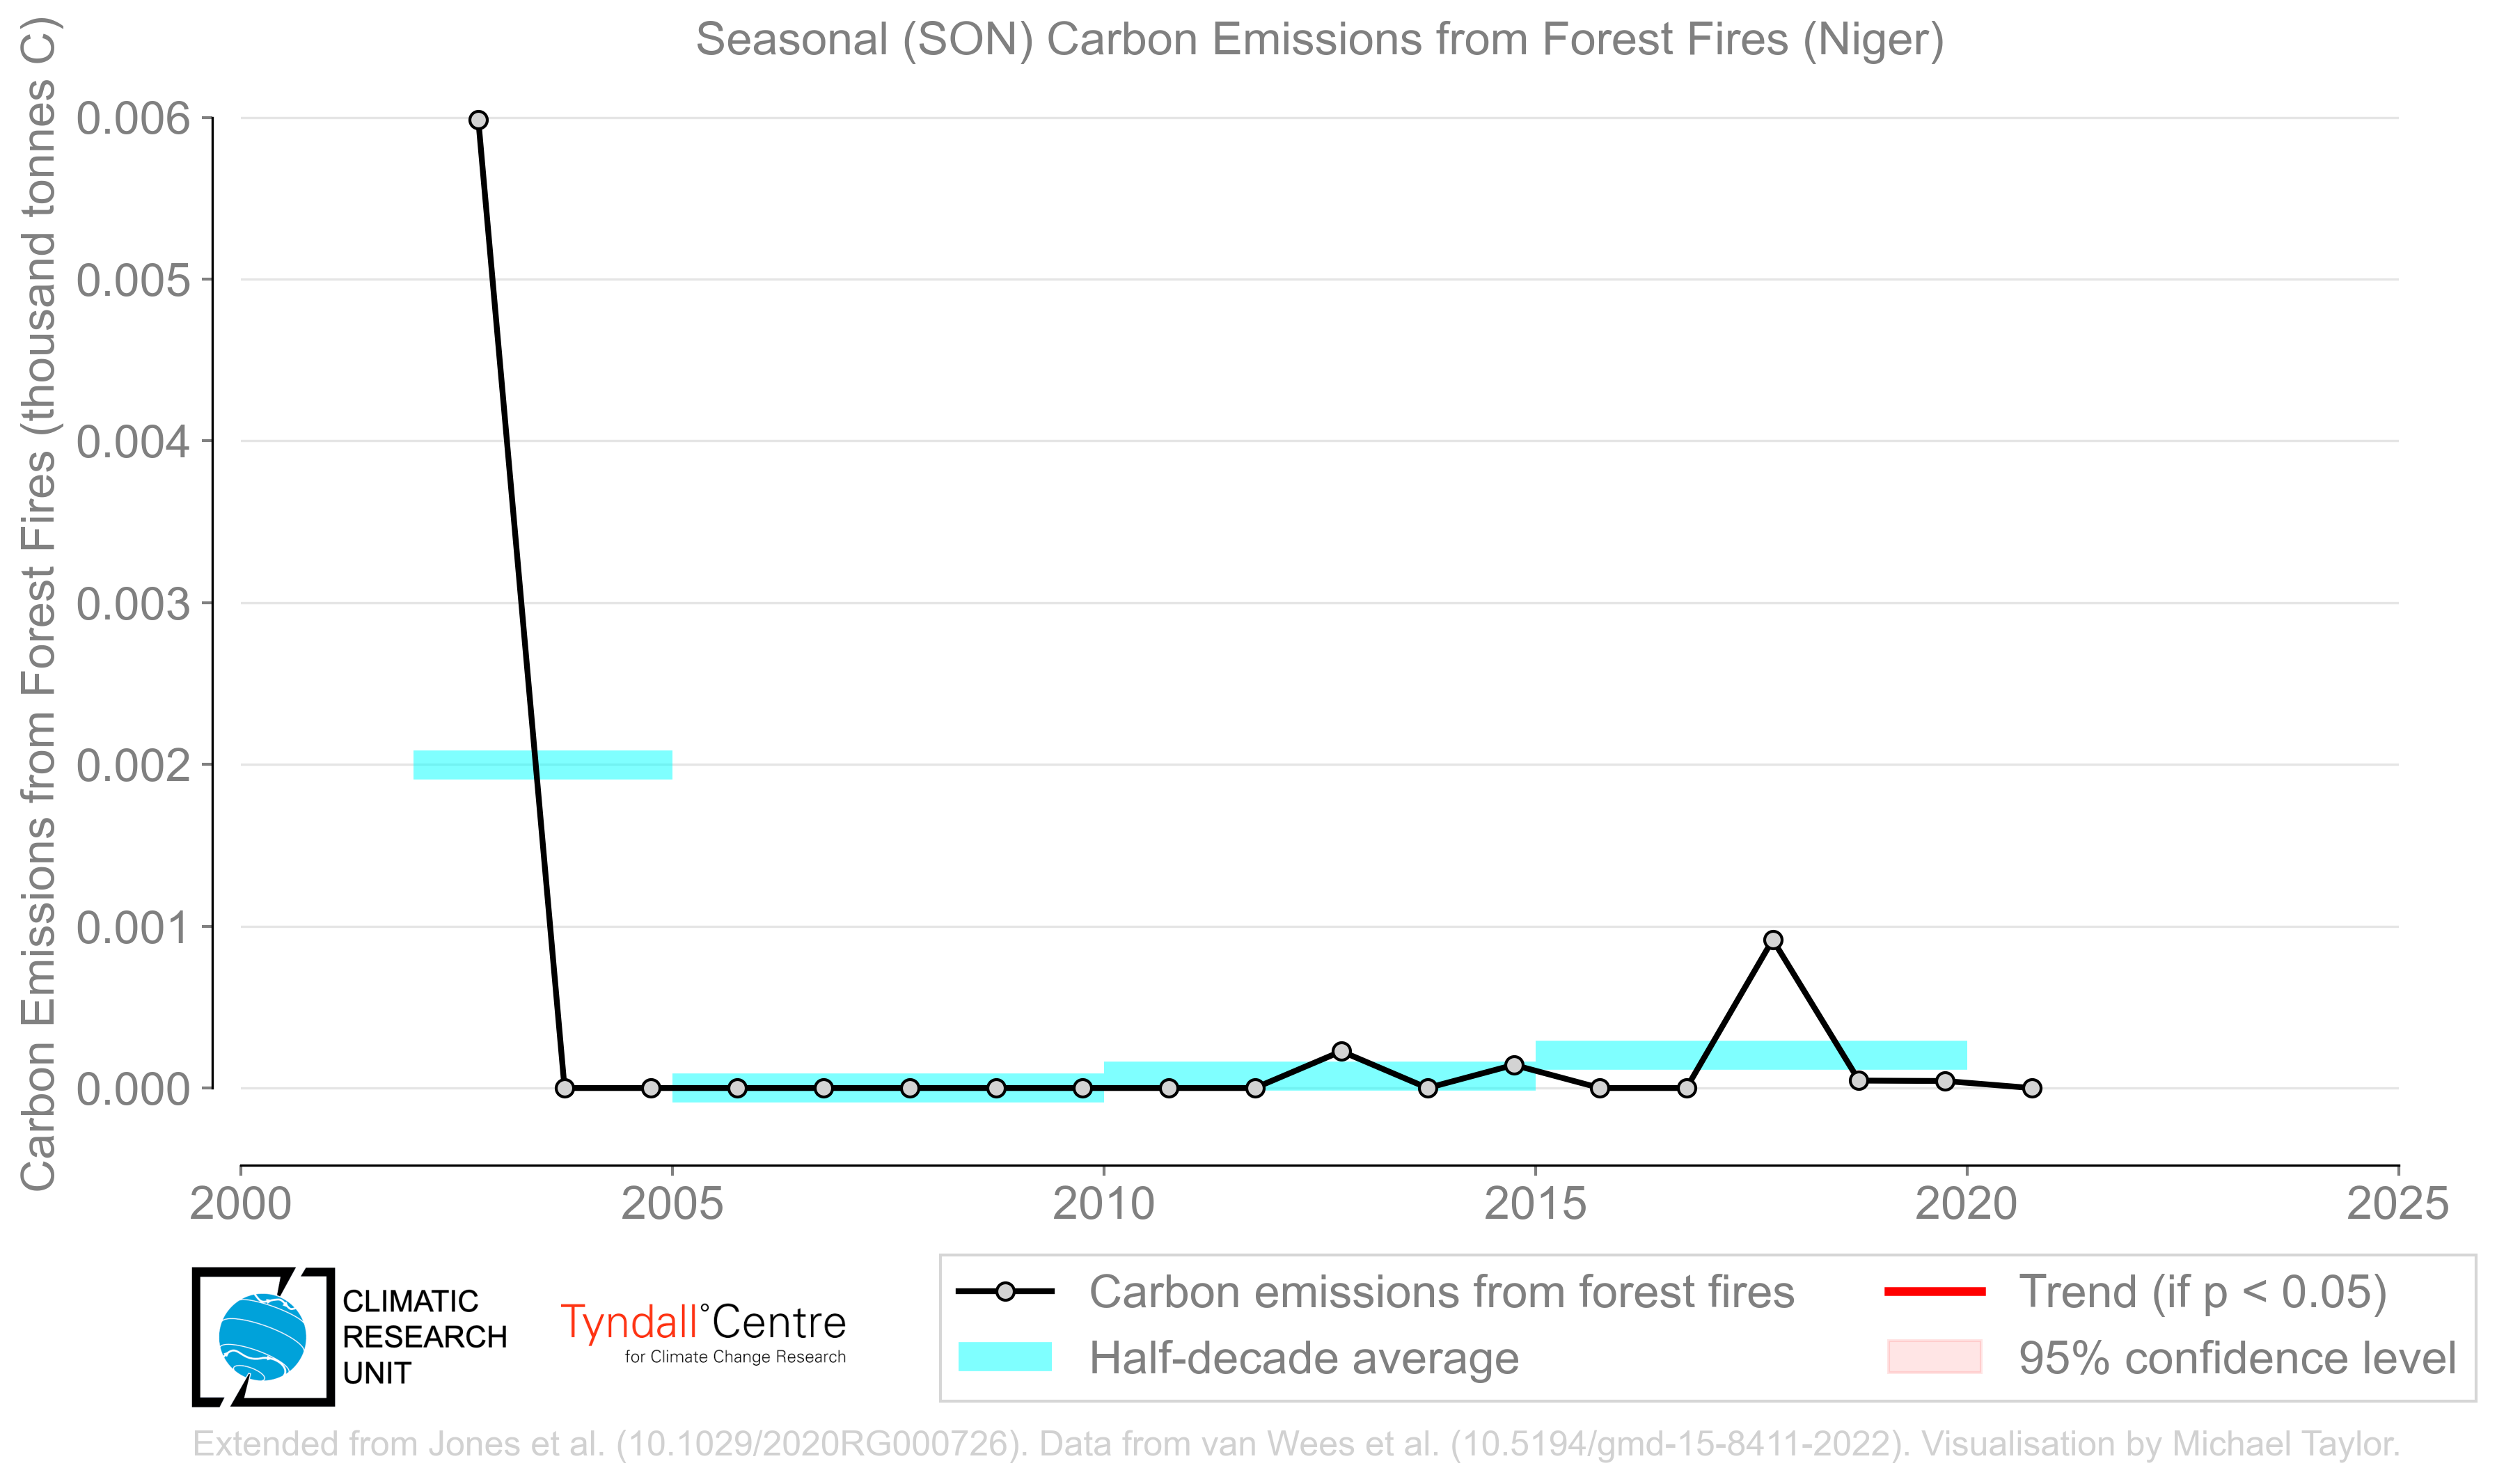 Seasonal (SON) Carbon Emissions from Forest Fires (Niger)
Carbon Emissions from Forest Fires (thousand tonnes C)
0.006
0.005
0.004
0.003
0.002
0.001
0.000
2000
2005
2010
2015
2020
2025
CLIMATIC
RESEARCH
UNIT
Tyndall°Centre
for Climate Change Research
Carbon emissions from forest fires
Half-decade average
Trend (if p < 0.05)
95% confidence level
Extended from Jones et al. (10.1029/2020RG000726). Data from van Wees et al. (10.5194/gmd-15-8411-2022). Visualisation by Michael Taylor.